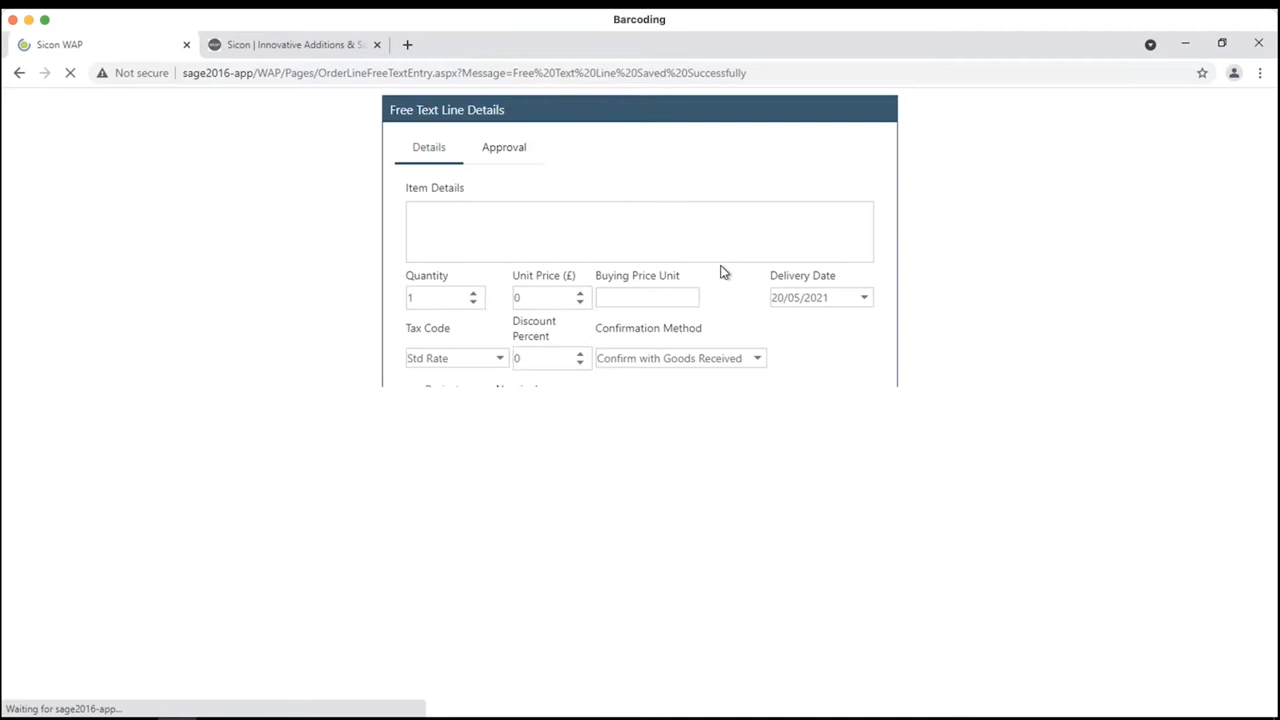 Barcoding
Sicon WAP
Sicon | Innovative Additions & S
Not secure
sage2016-app/WAP/Pages/OrderLineFreeTextEntry.aspx?Message=Free%20Text%20Line%20Saved%20Successfully
Free Text Line Details
Details
Approval
Item Details
Quantity
Unit Price (£)
Buying Price Unit
Delivery Date
1
0
20/05/2021
Tax Code
Discount
Percent
Confirmation Method
Std Rate
0
Confirm with Goods Received
Waiting for sage2016-app...